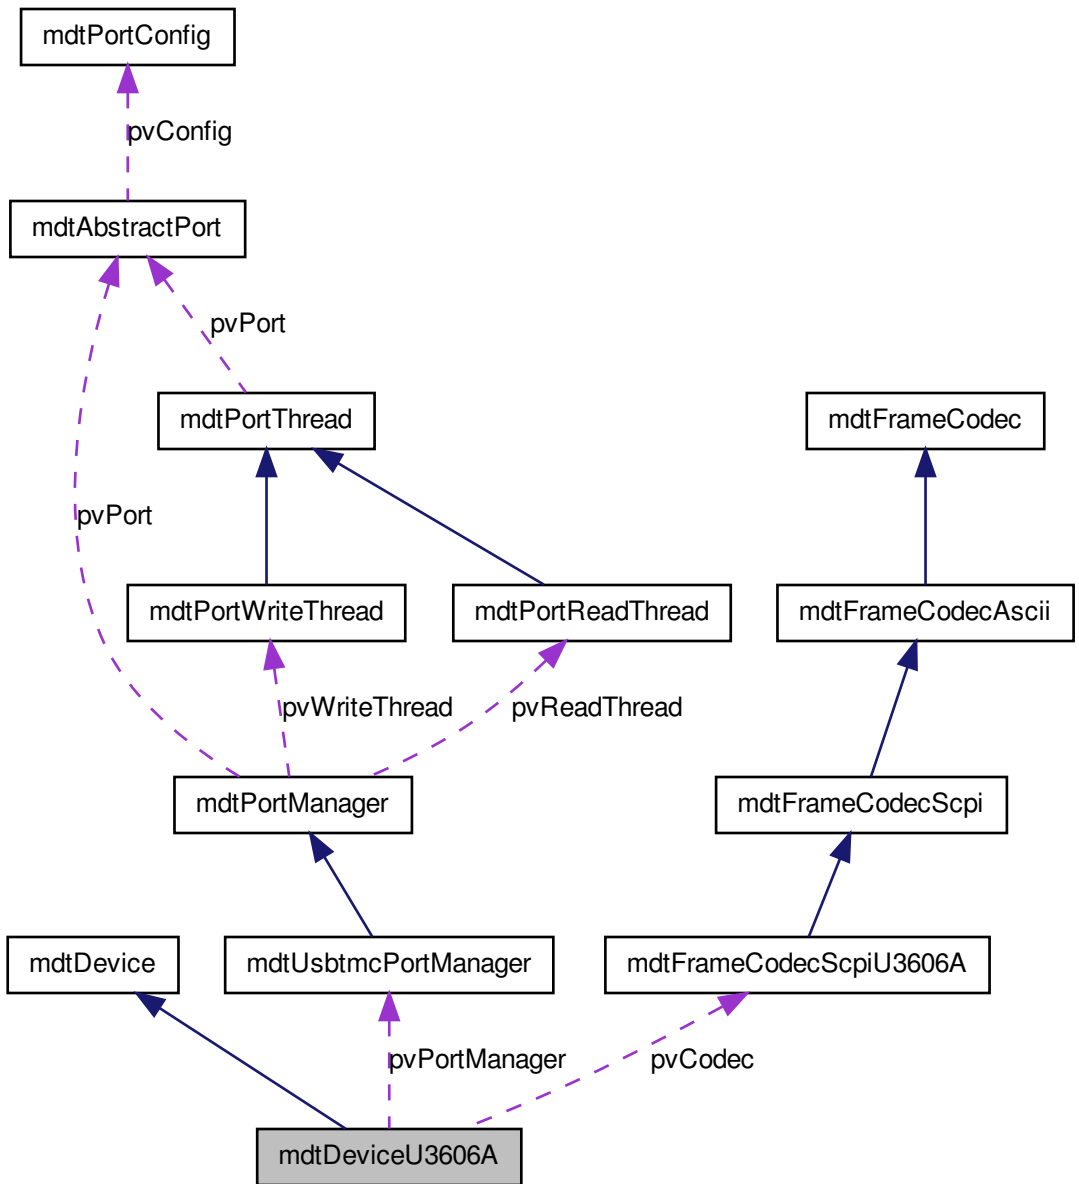 mdtPortConfig
pvConfig
mdtAbstractPort
pvPort
mdtPortThread
mdtFrameCodec
pvPort
mdtPortWriteThread
mdtPortReadThread
mdtFrameCodecAscii
pvWriteThread
pvReadThread
mdtPortManager
mdtFrameCodecScpi
mdtDevice
mdtUsbtmcPortManager
mdtFrameCodecScpiU3606A
pvPortManager
pvCodec
mdtDeviceU3606A